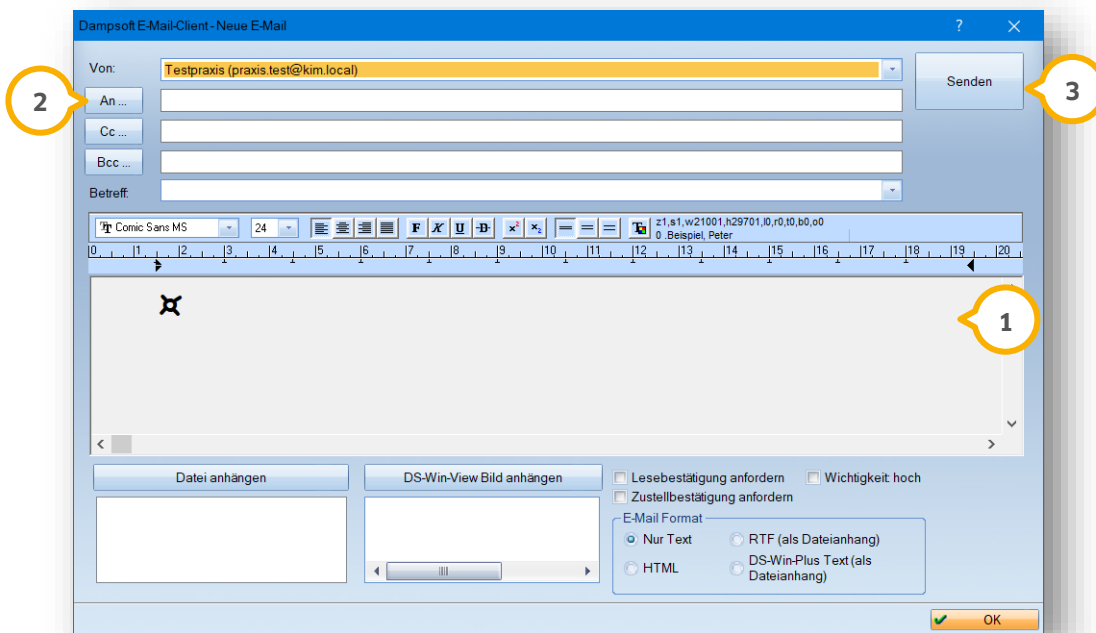 Dampsoft E-Mail-Client - Neue E-Mail
?
Von:
Testpraxis (praxis.test@kim.local)
Senden
3
2
An ...
Cc ...
Bcc ...
Betreff:
Comic Sans MS 24 F K U D x² x₂ z1,s1,w21001,h29701,l0,r0,t0,b0,o0
0 .Beispiel, Peter
0 1 2 3 4 5 6 7 8 9 10 11 12 13 14 15 16 17 18 19 20
¤
1
Datei anhängen
DS-Win-View Bild anhängen
Lesebestätigung anfordern
Wichtigkeit hoch
Zustellbestätigung anfordern
E-Mail Format
Nur Text
RTF (als Dateianhang)
HTML
DS-Win-Plus Text (als
Dateianhang)
OK